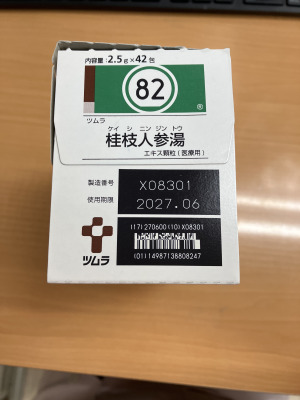 内容量:2.5g×42包
82
®
ツムラ
ケイ シ ニン ジン トウ
桂枝人参湯
エキス顆粒(医療用)
製造番号 X08301
使用期限 2027.06
(17)270600(10)X08301
ツムラ
(01)14987138808247